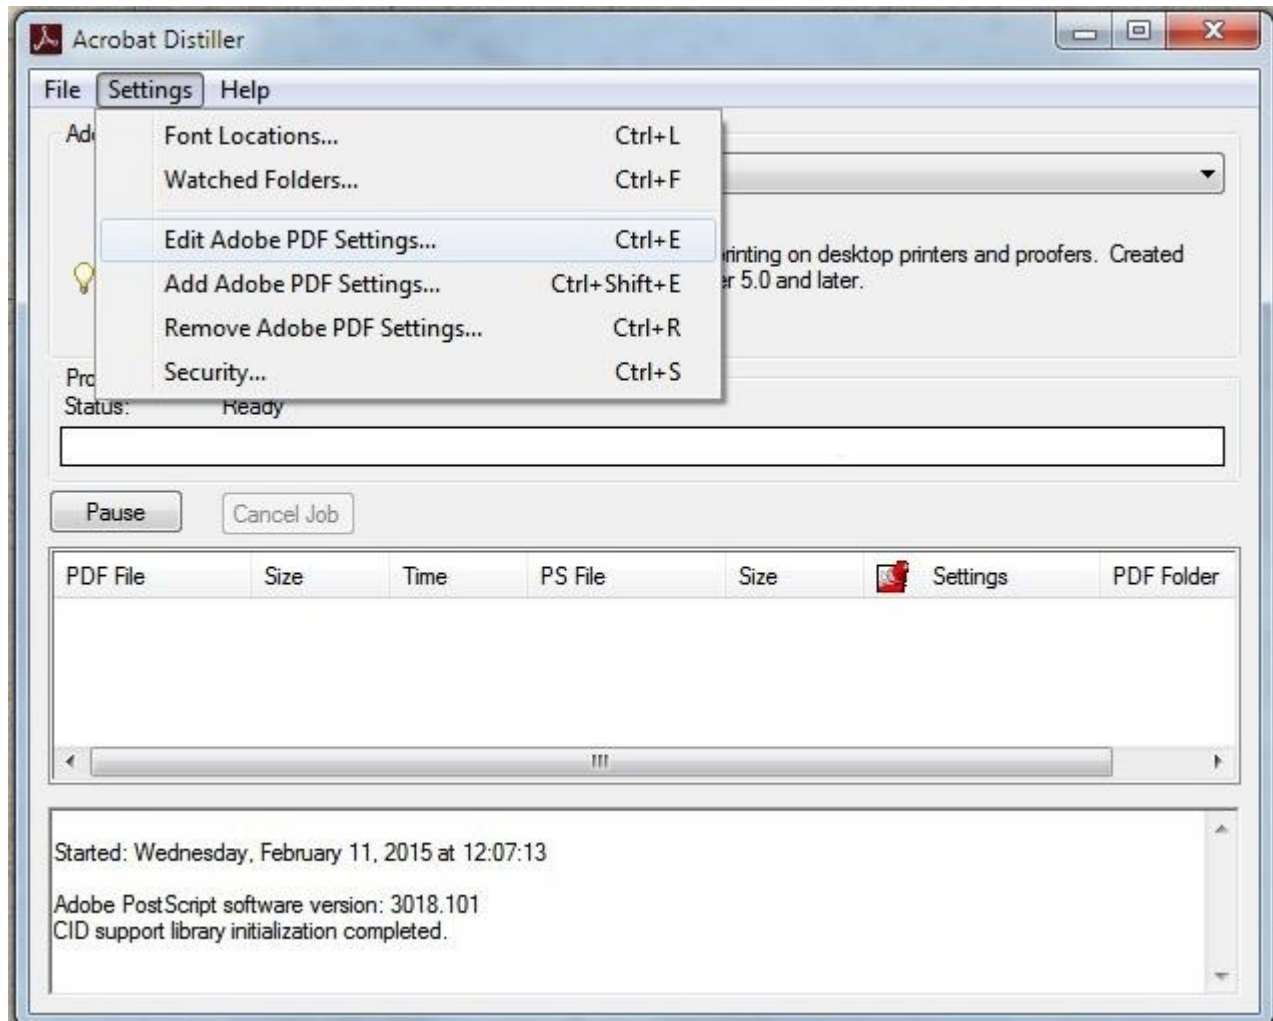 Acrobat Distiller
File Settings Help
Font Locations... Ctrl+L
Watched Folders... Ctrl+F
Edit Adobe PDF Settings... Ctrl+E
Add Adobe PDF Settings... Ctrl+Shift+E
Remove Adobe PDF Settings... Ctrl+R
Security... Ctrl+S
printing on desktop printers and proofers. Created
5.0 and later.
Status: Ready
Pause Cancel Job
PDF File Size Time PS File Size Settings PDF Folder
Started: Wednesday, February 11, 2015 at 12:07:13
Adobe PostScript software version: 3018.101
CID support library initialization completed.